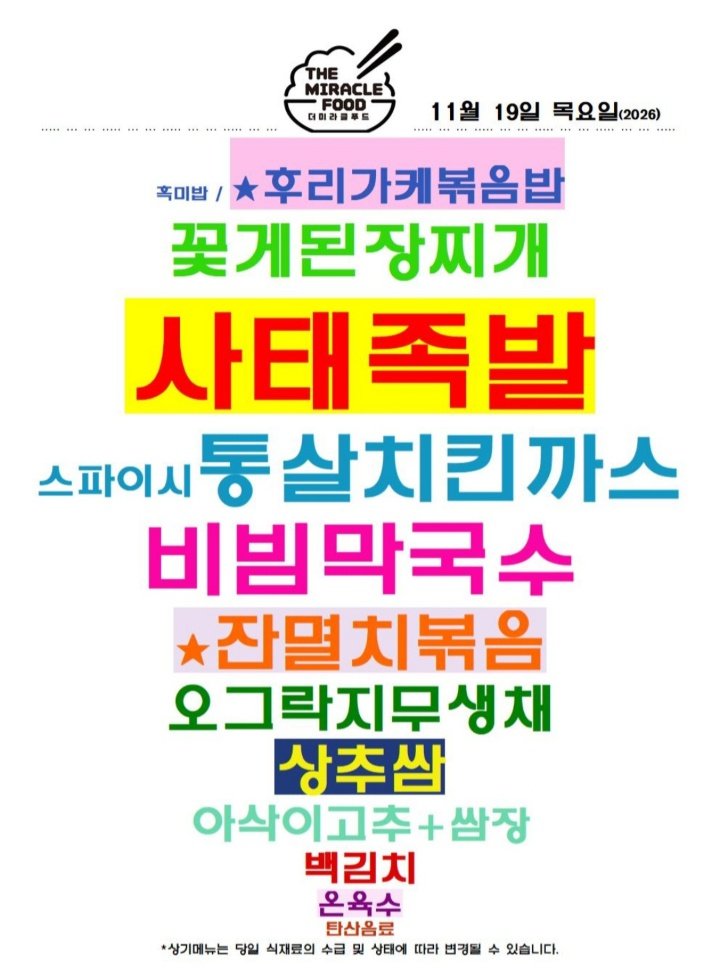 THE
MIRACLE
FOOD
더미라클푸드
11월 19일 목요일(2026)
흑미밥 / ★후리가케볶음밥
꽃게된장찌개
사태족발
스파이시통살치킨까스
비빔막국수
★잔멸치볶음
오그락지무생채
상추쌈
아삭이고추+쌈장
백김치
온육수
탄산음료
*상기메뉴는 당일 식재료의 수급 및 상태에 따라 변경될 수 있습니다.